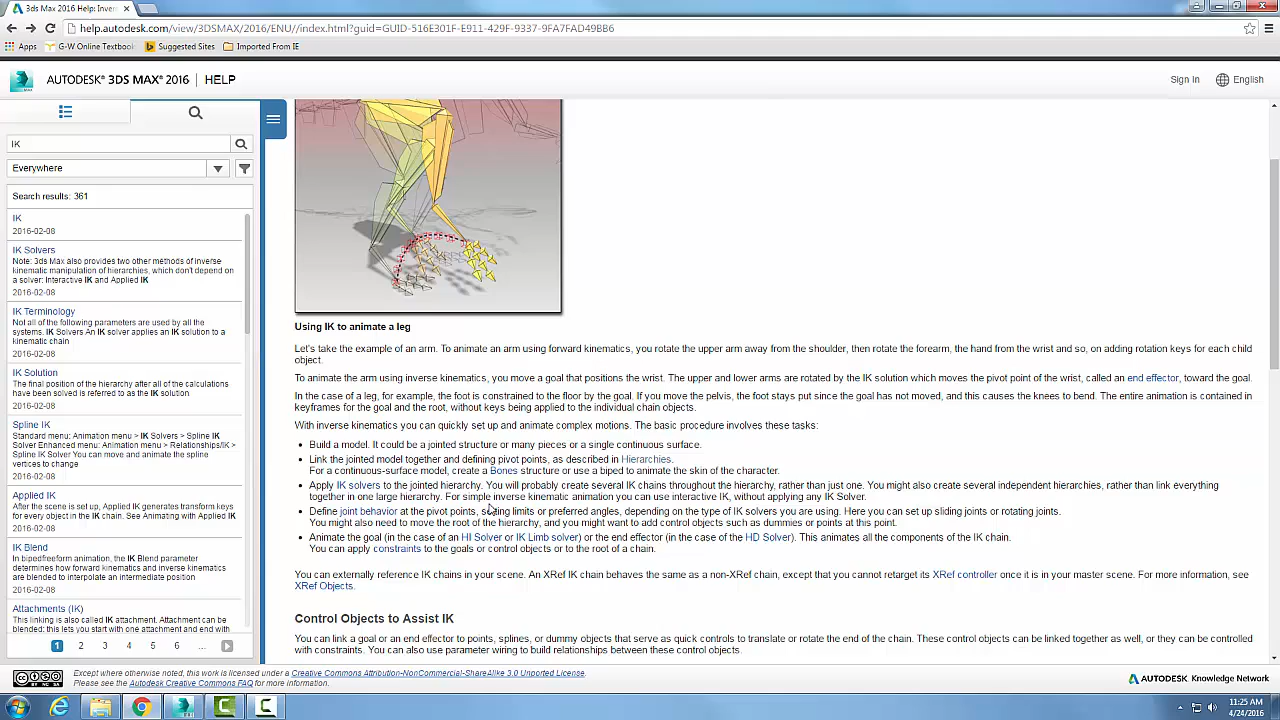 3ds Max 2016 Help: Inver
help.autodesk.com/view/3DSMAX/2016/ENU//index.html?guid=GUID-516E301F-E911-429F-9337-9FA7FAD49BB6
Apps G-W Online Textbook Suggested Sites Imported From IE
AUTODESK® 3DS MAX® 2016 | HELP
Sign In English
IK
Everywhere
Search results: 361
IK
2016-02-08
IK Solvers
Note: 3ds Max also provides two other methods of inverse
kinematic manipulation of hierarchies, which don't depend on
a solver: Interactive IK and Applied IK
2016-02-08
IK Terminology
Not all of the following parameters are used by all the
systems. IK Solvers An IK solver applies an IK solution to a
kinematic chain
2016-02-08
IK Solution
The final position of the hierarchy after all of the calculations
have been solved is referred to as the IK solution
2016-02-08
Spline IK
Standard menu: Animation menu > IK Solvers > Spline IK
Solver Enhanced menu: Animation menu > Relationships/IK >
Spline IK Solver You can move and animate the spline
vertices to change
2016-02-08
Applied IK
After the scene is set up, Applied IK generates transform keys
for every object in the IK chain. See Animating with Applied IK
2016-02-08
IK Blend
In bipedfreeform animation, the IK Blend parameter
determines how forward kinematics and inverse kinematics
are blended to interpolate an intermediate position
2016-02-08
Attachments (IK)
This linking is also called IK attachment. Attachment can be
blended: this lets you start with one attachment and end with
1 2 3 4 5 6 ...
Using IK to animate a leg
Let's take the example of an arm. To animate an arm using forward kinematics, you rotate the upper arm away from the shoulder, then rotate the forearm, the hand from the wrist and so, on adding rotation keys for each child
object.
To animate the arm using inverse kinematics, you move a goal that positions the wrist. The upper and lower arms are rotated by the IK solution which moves the pivot point of the wrist, called an end effector, toward the goal.
In the case of a leg, for example, the foot is constrained to the floor by the goal. If you move the pelvis, the foot stays put since the goal has not moved, and this causes the knees to bend. The entire animation is contained in
keyframes for the goal and the root, without keys being applied to the individual chain objects.
With inverse kinematics you can quickly set up and animate complex motions. The basic procedure involves these tasks:
• Build a model. It could be a jointed structure or many pieces or a single continuous surface.
• Link the jointed model together and defining pivot points, as described in Hierarchies.
For a continuous-surface model, create a Bones structure or use a biped to animate the skin of the character.
• Apply IK solvers to the jointed hierarchy. You will probably create several IK chains throughout the hierarchy, rather than just one. You might also create several independent hierarchies, rather than link everything
together in one large hierarchy. For simple inverse kinematic animation you can use interactive IK, without applying any IK Solver.
• Define joint behavior at the pivot points, setting limits or preferred angles, depending on the type of IK solvers you are using. Here you can set up sliding joints or rotating joints.
You might also need to move the root of the hierarchy, and you might want to add control objects such as dummies or points at this point.
• Animate the goal (in the case of an HI Solver or IK Limb solver) or the end effector (in the case of the HD Solver). This animates all the components of the IK chain.
You can apply constraints to the goals or control objects or to the root of a chain.
You can externally reference IK chains in your scene. An XRef IK chain behaves the same as a non-XRef chain, except that you cannot retarget its XRef controller once it is in your master scene. For more information, see
XRef Objects.
Control Objects to Assist IK
You can link a goal or an end effector to points, splines, or dummy objects that serve as quick controls to translate or rotate the end of the chain. These control objects can be linked together as well, or they can be controlled
with constraints. You can also use parameter wiring to build relationships between these control objects.
Except where otherwise noted, this work is licensed under a Creative Commons Attribution-NonCommercial-ShareAlike 3.0 Unported License.
Please see the Autodesk Creative Commons FAQ for more information.
AUTODESK. Knowledge Network
11:25 AM
4/24/2016